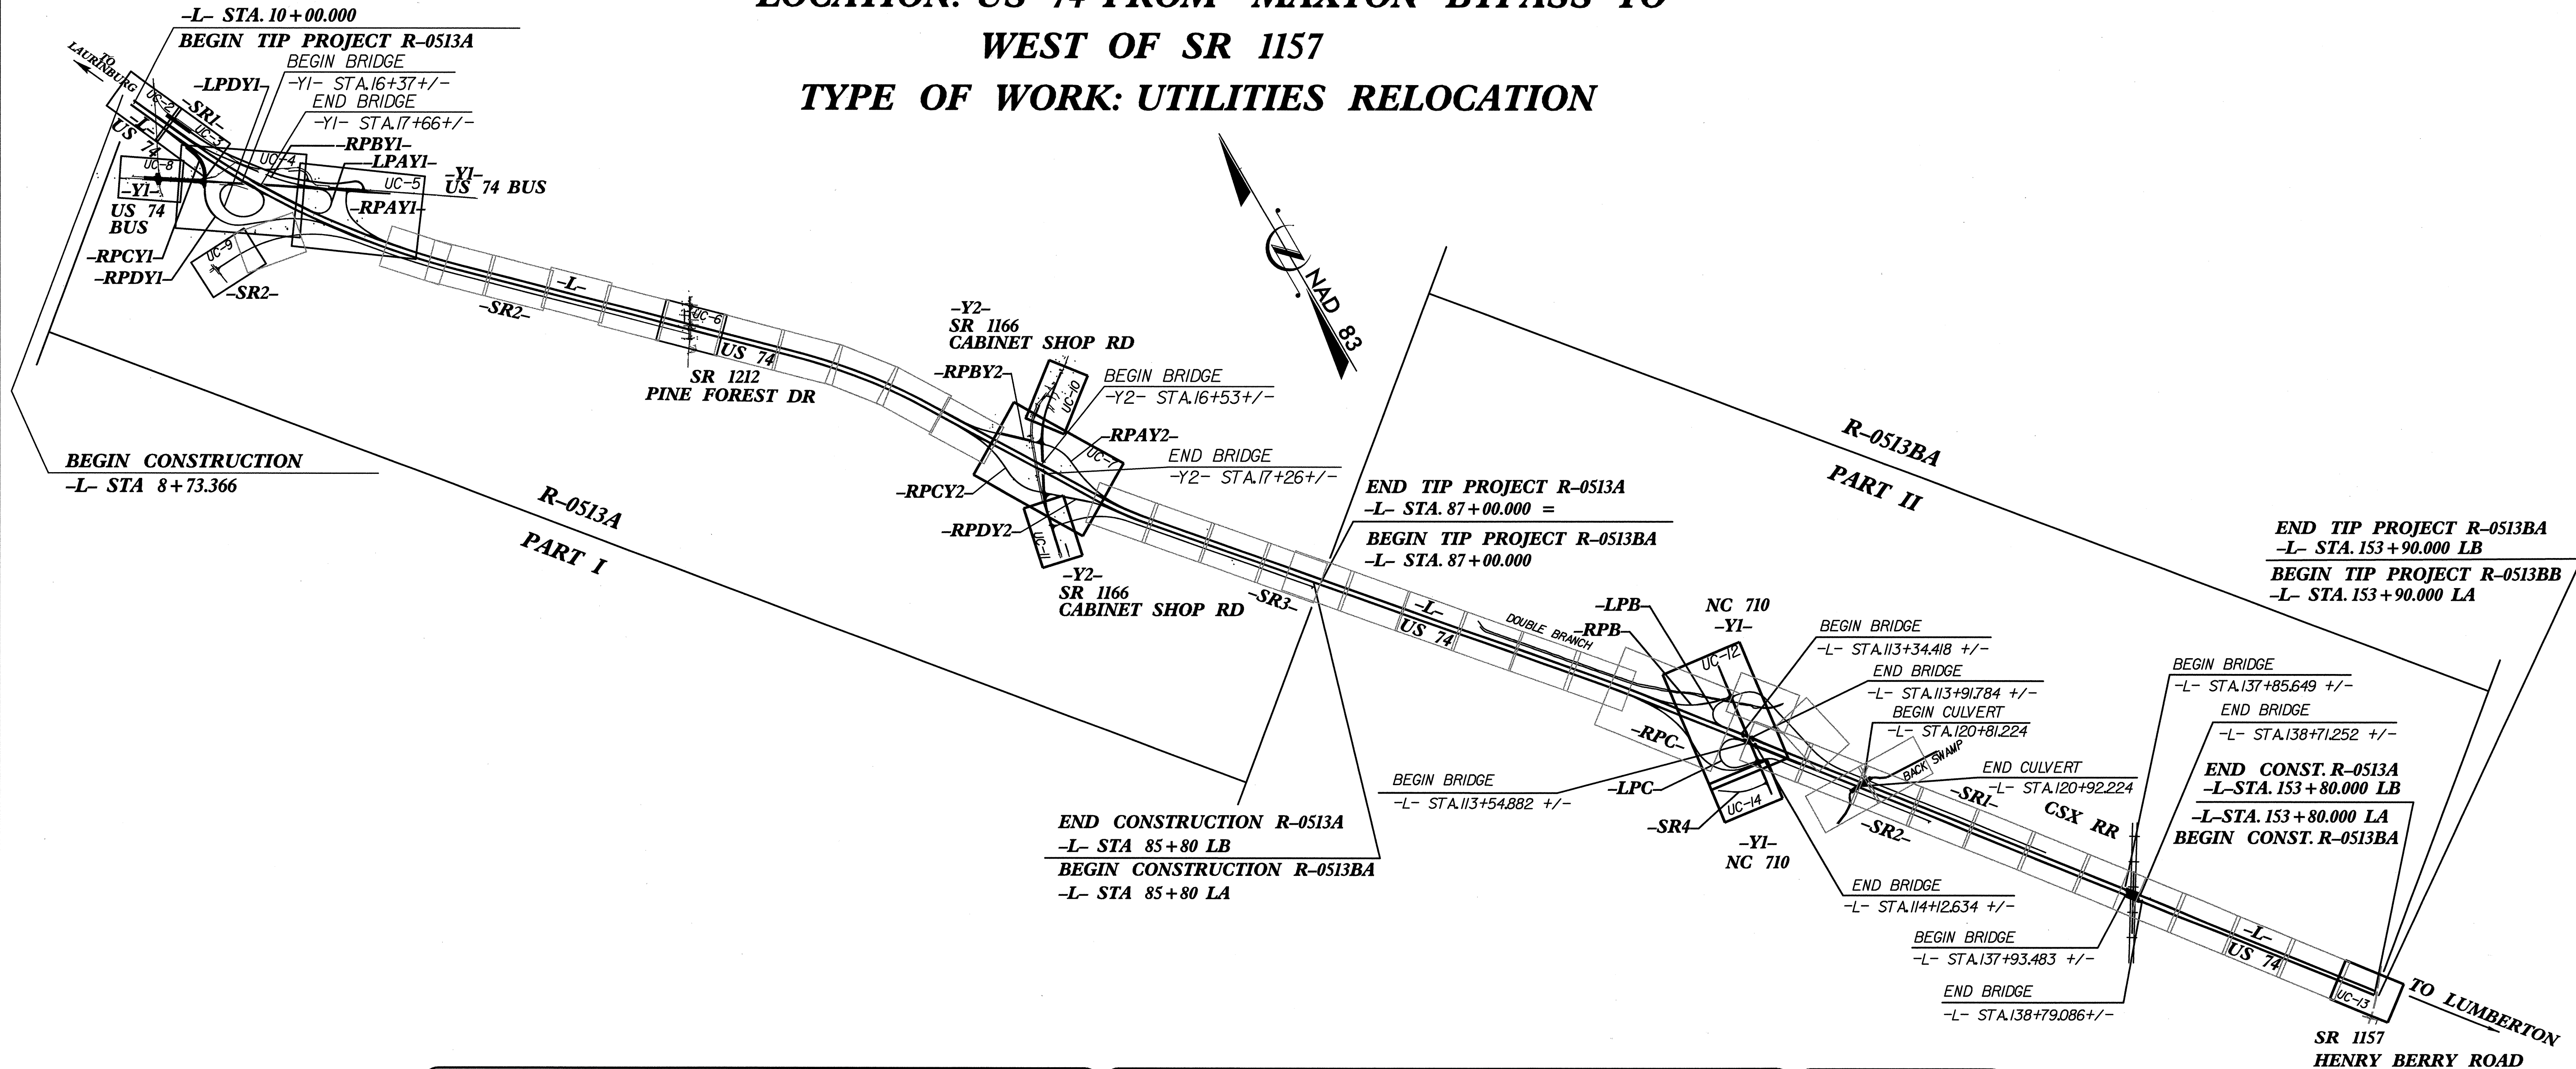 LOCATION: US 74 FROM MAXTON BYPASS TO
WEST OF SR 1157
TYPE OF WORK: UTILITIES RELOCATION
-L- STA. 10+00.000
BEGIN TIP PROJECT R-0513A
TO
LAURINBURG
BEGIN BRIDGE
-Y1- STA.16+37+/-
END BRIDGE
-Y1- STA.17+66+/-
-LPDY1-
-RPBY1-
-LPAY1-
-Y1-
US 74 BUS
-RPAY1-
UC-2
-SR1-
UC-3
-L-
US
74
UC-4
UC-5
UC-8
-Y1-
US 74
BUS
-RPCY1-
-RPDY1-
UC-9
-SR2-
-SR2-
-L-
UC-6
US 74
SR 1212
PINE FOREST DR
BEGIN CONSTRUCTION
-L- STA 8+73.366
R-0513A
PART I
-Y2-
SR 1166
CABINET SHOP RD
-RPBY2-
UC-10
BEGIN BRIDGE
-Y2- STA.16+53+/-
-RPAY2-
UC-7
END BRIDGE
-Y2- STA.17+26+/-
-RPCY2-
-RPDY2-
UC-11
-Y2-
SR 1166
CABINET SHOP RD
NAD 83
END TIP PROJECT R-0513A
-L- STA. 87+00.000 =
BEGIN TIP PROJECT R-0513BA
-L- STA. 87+00.000
-SR3-
-L-
US 74
DOUBLE BRANCH
R-0513BA
PART II
END CONSTRUCTION R-0513A
-L- STA 85+80 LB
BEGIN CONSTRUCTION R-0513BA
-L- STA 85+80 LA
-LPB-
-RPB-
NC 710
-Y1-
UC-12
BEGIN BRIDGE
-L- STA.113+34.418 +/-
END BRIDGE
-L- STA.113+91.784 +/-
BEGIN CULVERT
-L- STA.120+81.224
BACK SWAMP
END CULVERT
-L- STA.120+92.224
-RPC-
BEGIN BRIDGE
-L- STA.113+54.882 +/-
-LPC-
UC-14
-SR4-
-Y1-
NC 710
-SR1-
CSX RR
-SR2-
END BRIDGE
-L- STA.114+12.634 +/-
BEGIN BRIDGE
-L- STA.137+93.483 +/-
END BRIDGE
-L- STA.138+79.086+/-
END TIP PROJECT R-0513BA
-L- STA. 153+90.000 LB
BEGIN TIP PROJECT R-0513BB
-L- STA. 153+90.000 LA
BEGIN BRIDGE
-L- STA.137+85.649 +/-
END BRIDGE
-L- STA.138+71.252 +/-
END CONST. R-0513A
-L-STA. 153+80.000 LB
-L-STA. 153+80.000 LA
BEGIN CONST. R-0513BA
-L-
US 74
UC-13
TO LUMBERTON
SR 1157
HENRY BERRY ROAD